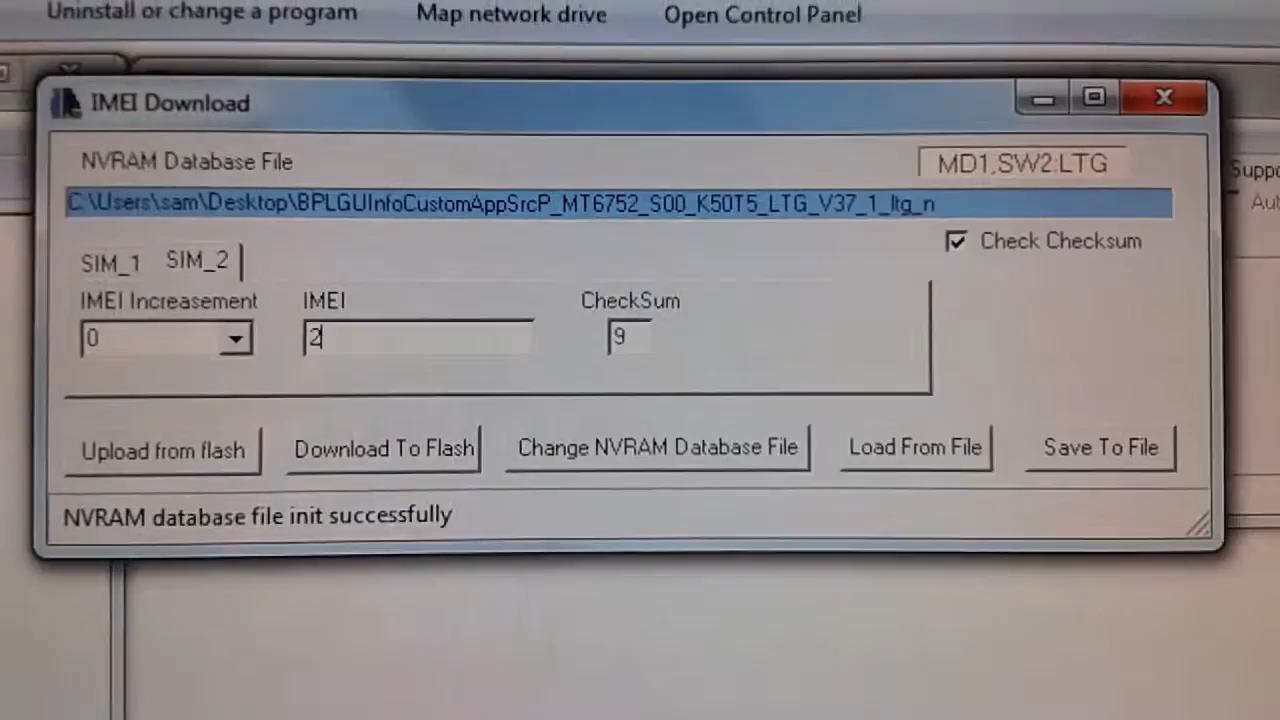 Uninstall or change a program Map network drive Open Control Panel
IMEI Download
NVRAM Database File MD1,SW2:LTG
C:\Users\sam\Desktop\BPLGUInfoCustomAppSrcP_MT6752_S00_K50T5_LTG_V37_1_ltg_n
Check Checksum
SIM_1 SIM_2
IMEI Increasement IMEI CheckSum
0 2 9
Upload from flash Download To Flash Change NVRAM Database File Load From File Save To File
NVRAM database file init successfully